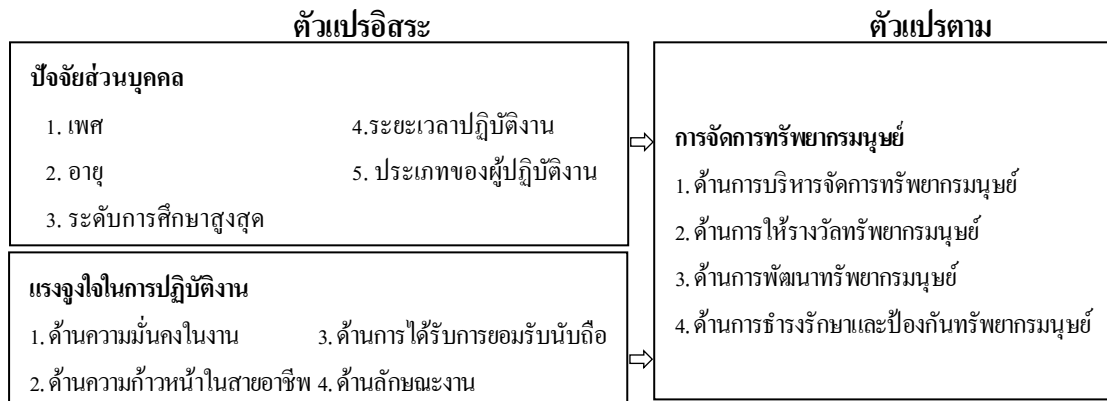 ตัวแปรอิสระ
ตัวแปรตาม
ปัจจัยส่วนบุคคล
1. เพศ
4.ระยะเวลาปฏิบัติงาน
2. อายุ
5. ประเภทของผู้ปฏิบัติงาน
3. ระดับการศึกษาสูงสุด
แรงจูงใจในการปฏิบัติงาน
1. ด้านความมั่นคงในงาน
3. ด้านการได้รับการยอมรับนับถือ
2. ด้านความก้าวหน้าในสายอาชีพ
4. ด้านลักษณะงาน
การจัดการทรัพยากรมนุษย์
1. ด้านการบริหารจัดการทรัพยากรมนุษย์
2. ด้านการให้รางวัลทรัพยากรมนุษย์
3. ด้านการพัฒนาทรัพยากรมนุษย์
4. ด้านการธำรงรักษาและป้องกันทรัพยากรมนุษย์